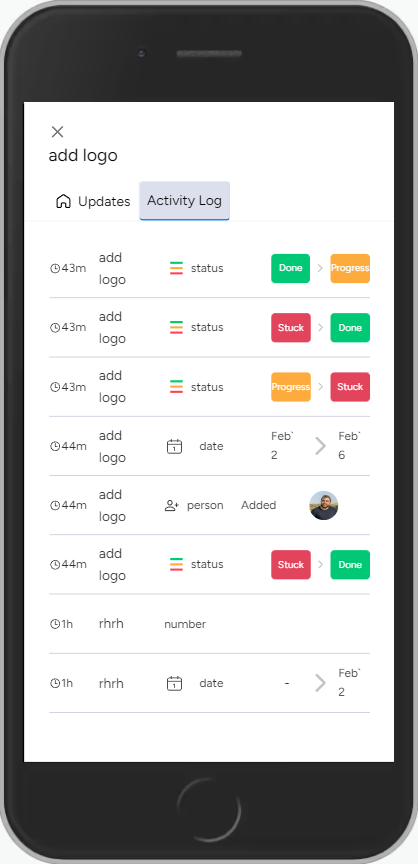 add logo
Updates Activity Log
43m add logo status Done Progress
43m add logo status Stuck Done
43m add logo status Progress Stuck
44m add logo date Feb` 2 Feb` 6
44m add logo person Added
44m add logo status Stuck Done
1h rhrh number
1h rhrh 1 date - Feb` 2